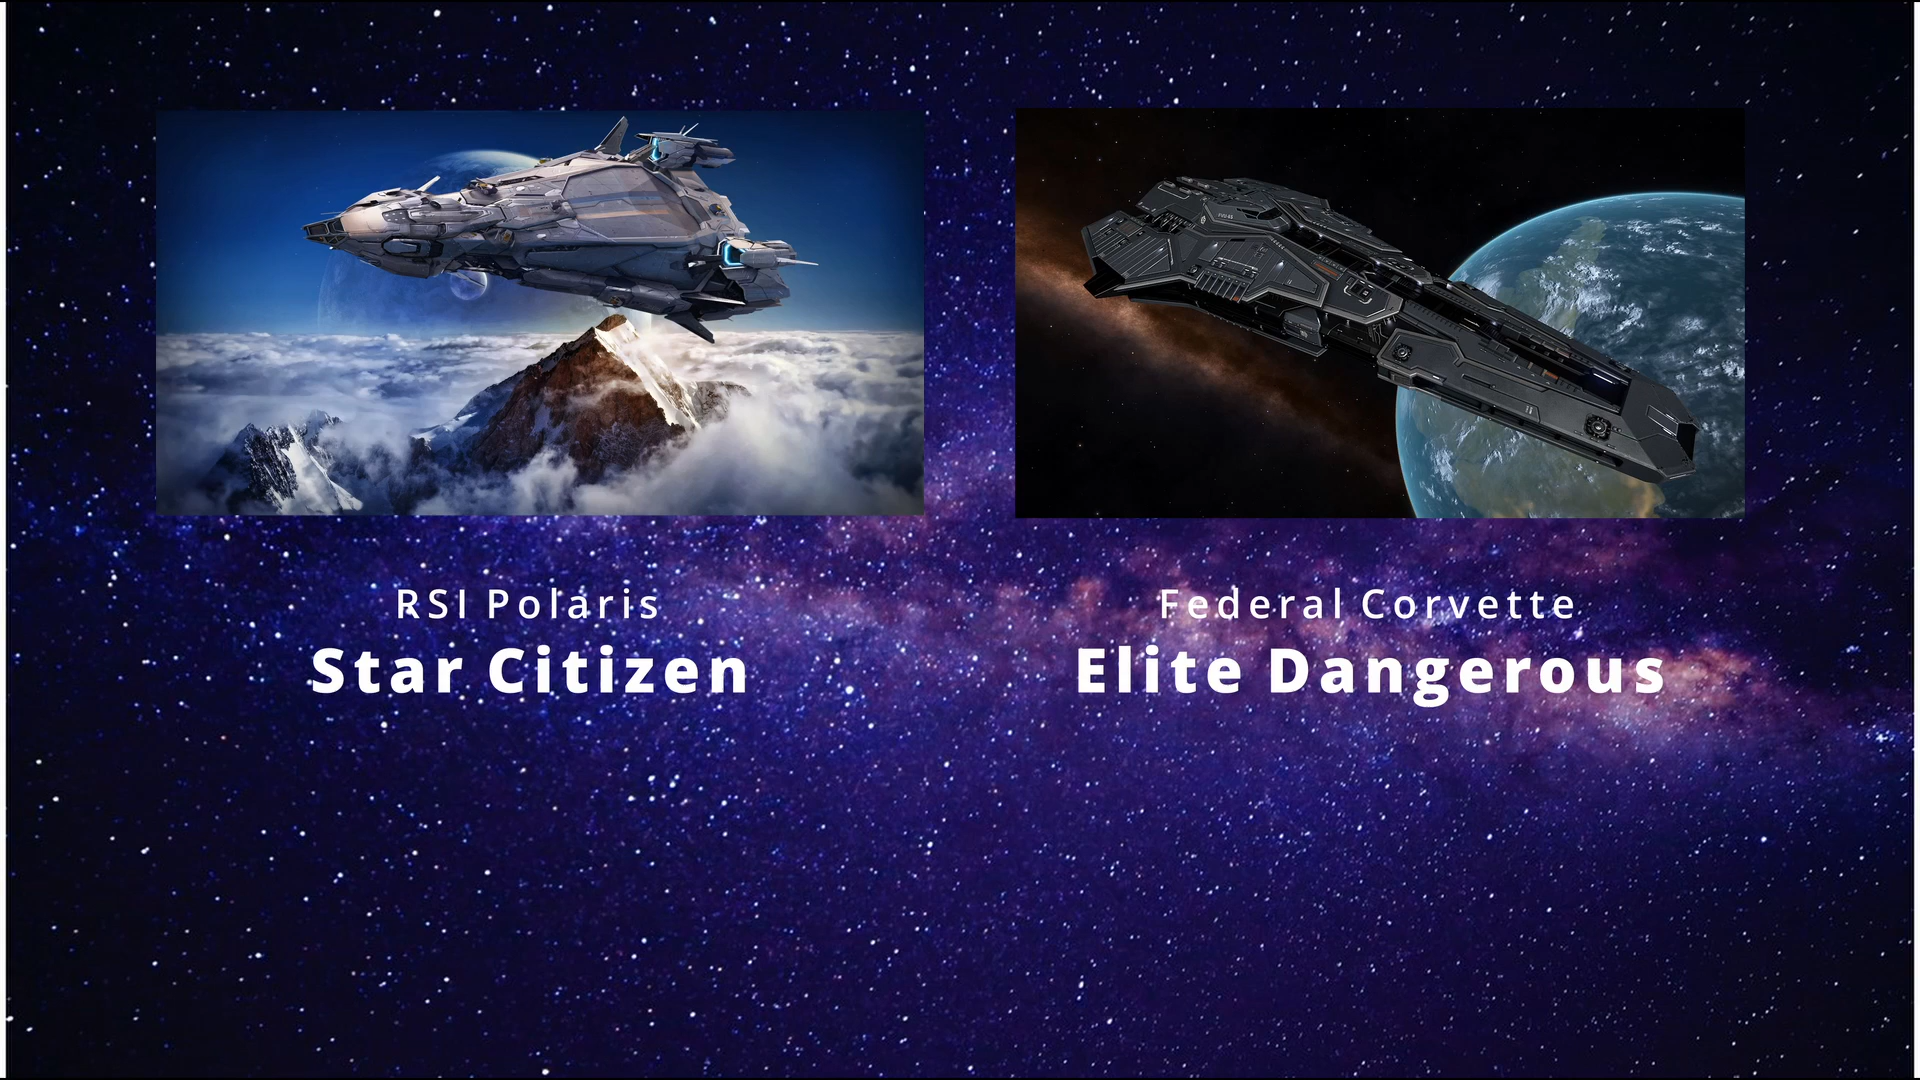 RSI Polaris
Star Citizen
Federal Corvette
Elite Dangerous